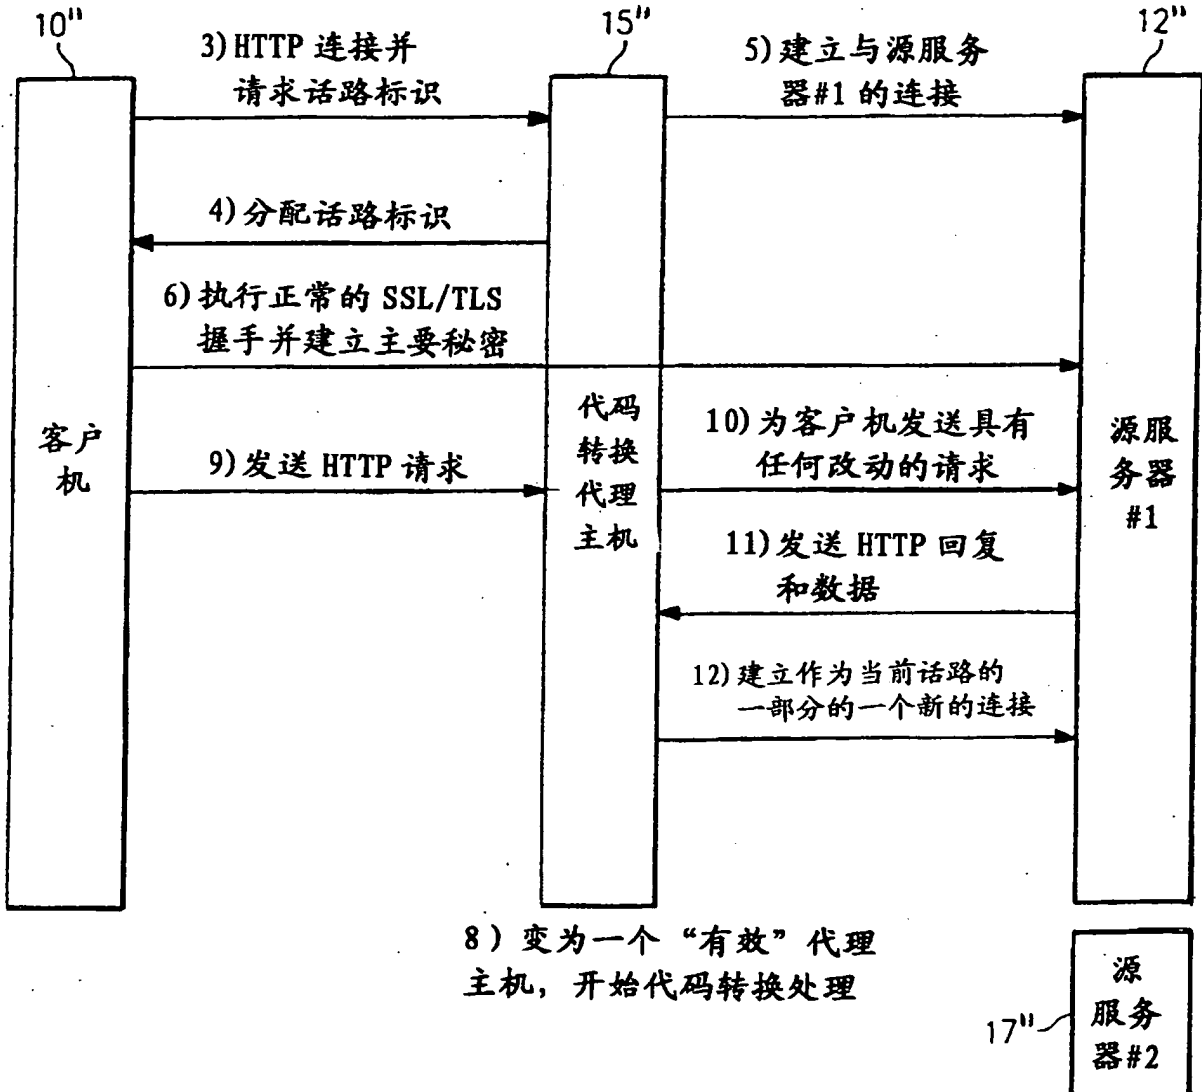 10"
15"
12"
3)HTTP 连接并
请求话路标识
5)建立与源服务
器#1 的连接
4)分配话路标识
6)执行正常的 SSL/TLS
握手并建立主要秘密
客户
机
代码
转换
代理
主机
源服
务器
#1
9)发送 HTTP 请求
10)为客户机发送具有
任何改动的请求
11)发送 HTTP 回复
和数据
12)建立作为当前话路的
一部分的一个新的连接
8)变为一个“有效”代理
主机，开始代码转换处理
17"
源
服务
器#2